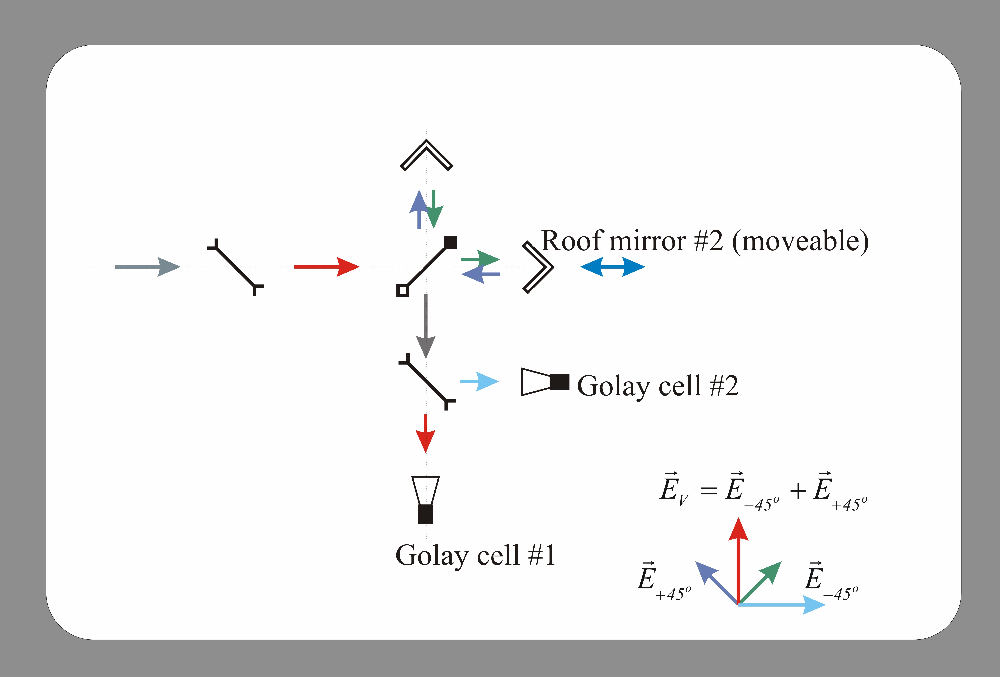 Roof mirror #2 (moveable)
Golay cell #2
E⃗_V = E⃗_−45° + E⃗_+45°
Golay cell #1
E⃗_+45°
E⃗_−45°